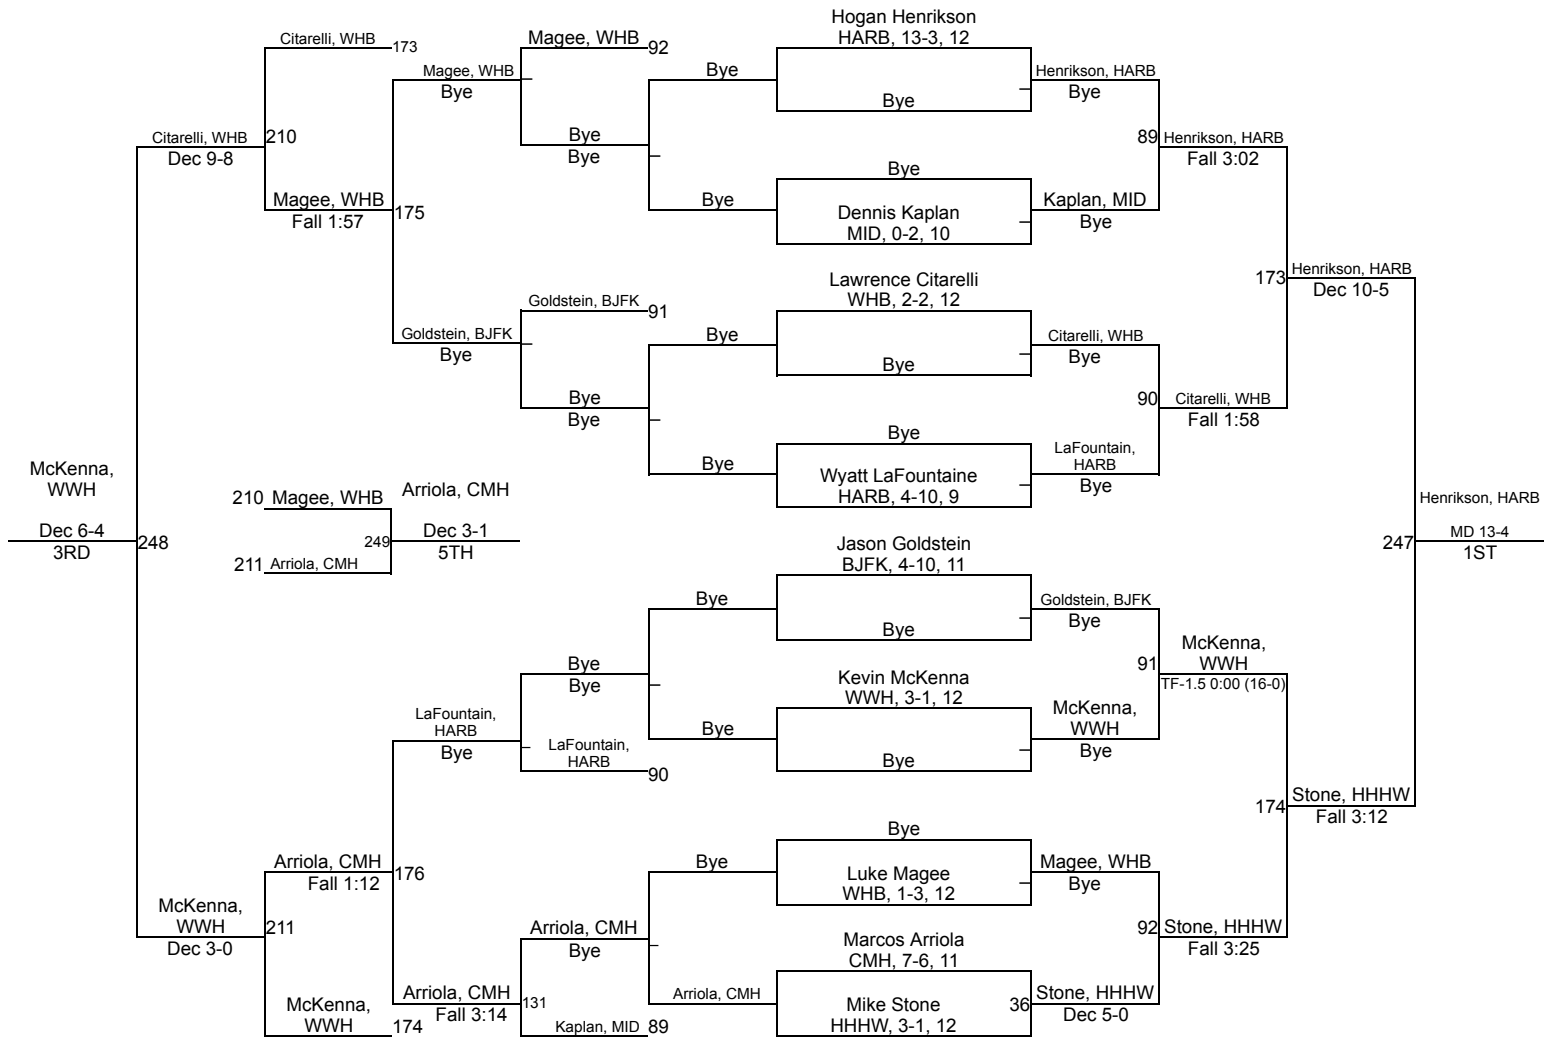 Hogan Henrikson
HARB, 13-3, 12
Citarelli, WHB 173
Magee, WHB 92
Magee, WHB
Bye
Bye
Bye
Henrikson, HARB
Bye
Citarelli, WHB 210
Dec 9-8
Bye
Bye
89 Henrikson, HARB
Fall 3:02
Bye
Magee, WHB 175
Fall 1:57
Bye
Dennis Kaplan
MID, 0-2, 10
Kaplan, MID
Bye
Lawrence Citarelli
WHB, 2-2, 12
173 Henrikson, HARB
Dec 10-5
Goldstein, BJFK 91
Goldstein, BJFK
Bye
Bye
Bye
Citarelli, WHB
Bye
Bye
Bye
90 Citarelli, WHB
Fall 1:58
Bye
Bye
Wyatt LaFountaine
HARB, 4-10, 9
LaFountain,
HARB
Bye
McKenna,
WWH
Dec 6-4
3RD
248
210 Magee, WHB
211 Arriola, CMH
249
Arriola, CMH
Dec 3-1
5TH
Henrikson, HARB
247 MD 13-4
1ST
Jason Goldstein
BJFK, 4-10, 11
Bye
Bye
Goldstein, BJFK
Bye
Bye
Bye
91
McKenna,
WWH
TF-1.5 0:00 (16-0)
LaFountain,
HARB
Bye
LaFountain,
HARB
90
Bye
Kevin McKenna
WWH, 3-1, 12
Bye
McKenna,
WWH
Bye
174 Stone, HHHW
Fall 3:12
Arriola, CMH 176
Fall 1:12
Bye
Bye
Luke Magee
WHB, 1-3, 12
Magee, WHB
Bye
McKenna,
WWH
Dec 3-0
211
Arriola, CMH
Bye
Marcos Arriola
CMH, 7-6, 11
92 Stone, HHHW
Fall 3:25
McKenna,
WWH
174
Arriola, CMH 131
Fall 3:14
Kaplan, MID 89
Arriola, CMH
Mike Stone
HHHW, 3-1, 12
36 Stone, HHHW
Dec 5-0